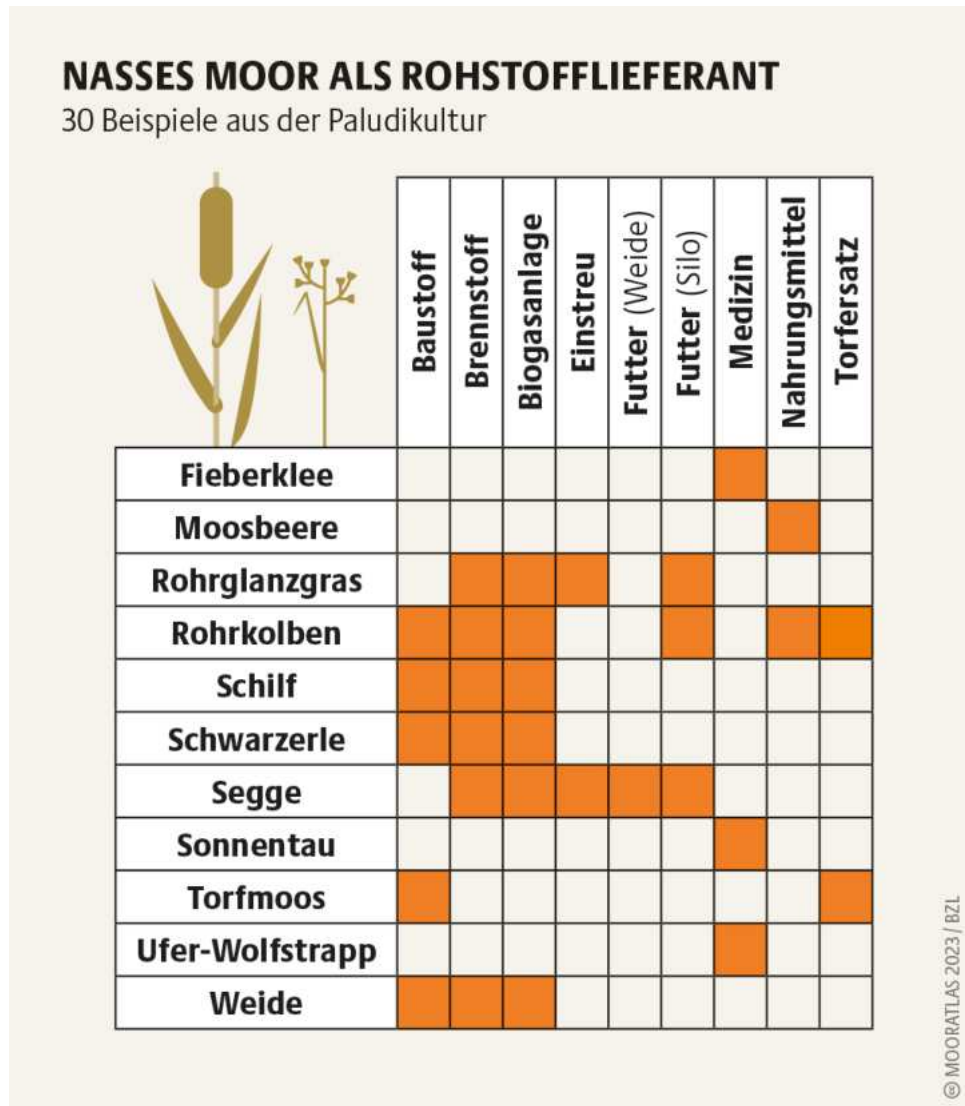 NASSES MOOR ALS ROHSTOFFLIEFERANT
30 Beispiele aus der Paludikultur
Baustoff
Brennstoff
Biogasanlage
Einstreu
Futter (Weide)
Futter (Silo)
Medizin
Nahrungsmittel
Torfersatz
Fieberklee
Moosbeere
Rohrglanzgras
Rohrkolben
Schilf
Schwarzerle
Segge
Sonnentau
Torfmoos
Ufer-Wolfstrapp
Weide
🅭 MOORATLAS 2023 / BZL